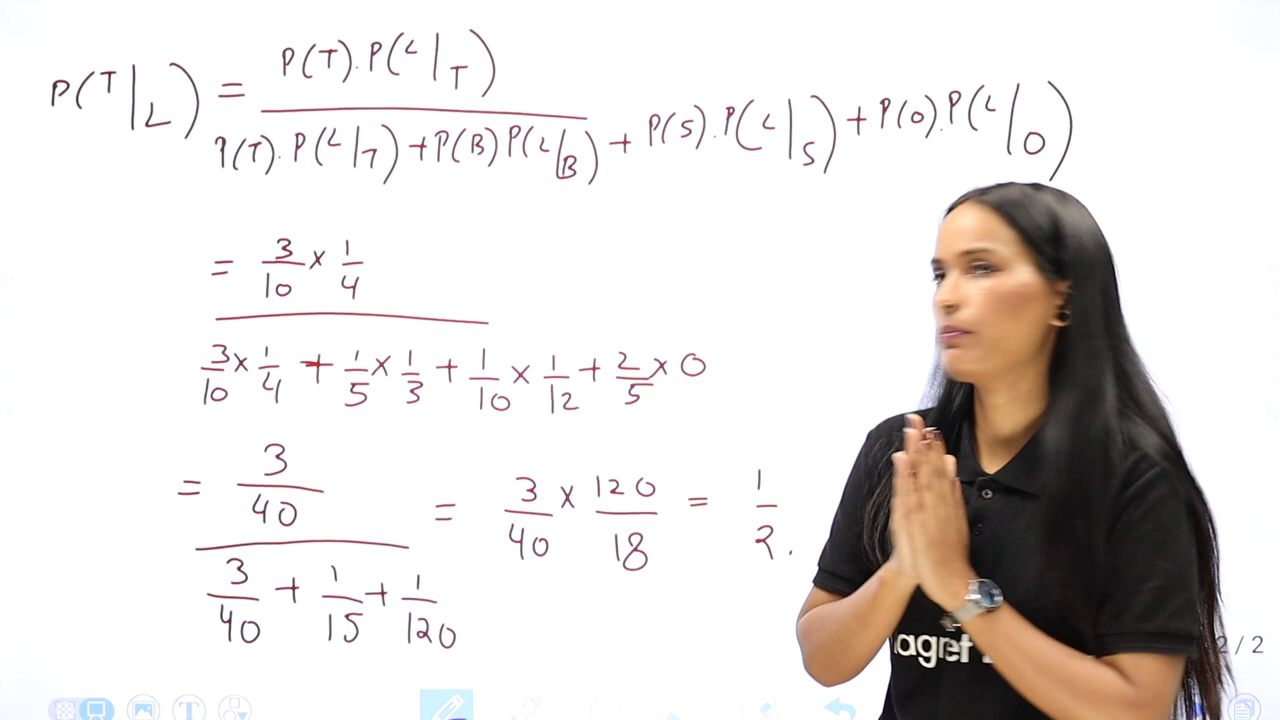 P(T/L) = P(T).P(L/T)
P(T).P(L/T)+P(B)P(L/B) + P(S).P(L/S) + P(O).P(L/O)
= 3/10 × 1/4
3/10 × 1/4 + 1/5 × 1/3 + 1/10 × 1/12 + 2/5 × 0
= 3/40 = 3/40 × 120/18 = 1/2.
3/40 + 1/15 + 1/120
2 / 2